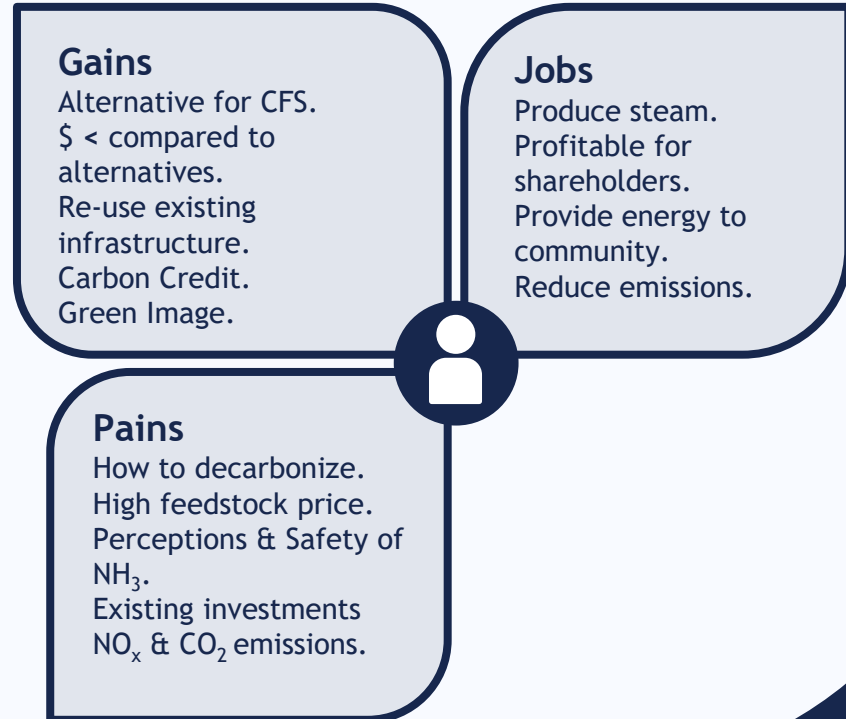 Gains
Alternative for CFS.
$ < compared to
alternatives.
Re-use existing
infrastructure.
Carbon Credit.
Green Image.
Jobs
Produce steam.
Profitable for
shareholders.
Provide energy to
community.
Reduce emissions.
Pains
How to decarbonize.
High feedstock price.
Perceptions & Safety of
NH₃.
Existing investments
NOₓ & CO₂ emissions.